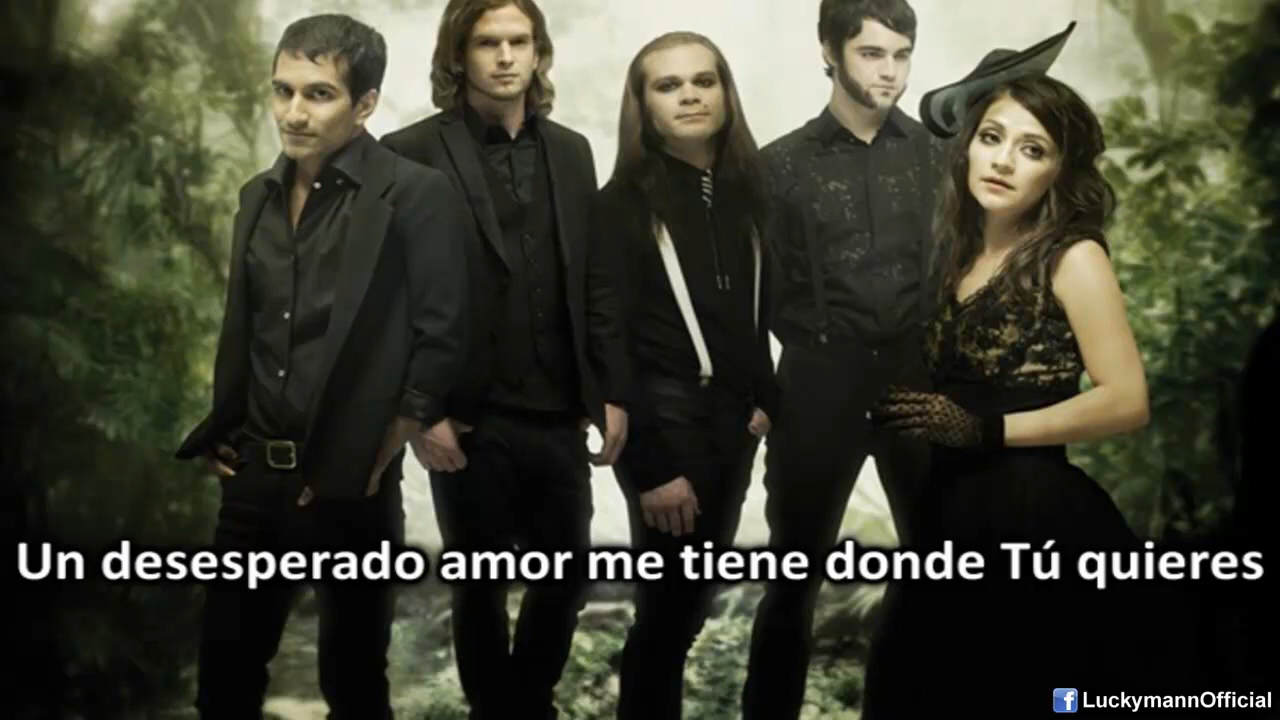 Un desesperado amor me tiene donde Tú quieres
LuckymannOfficial